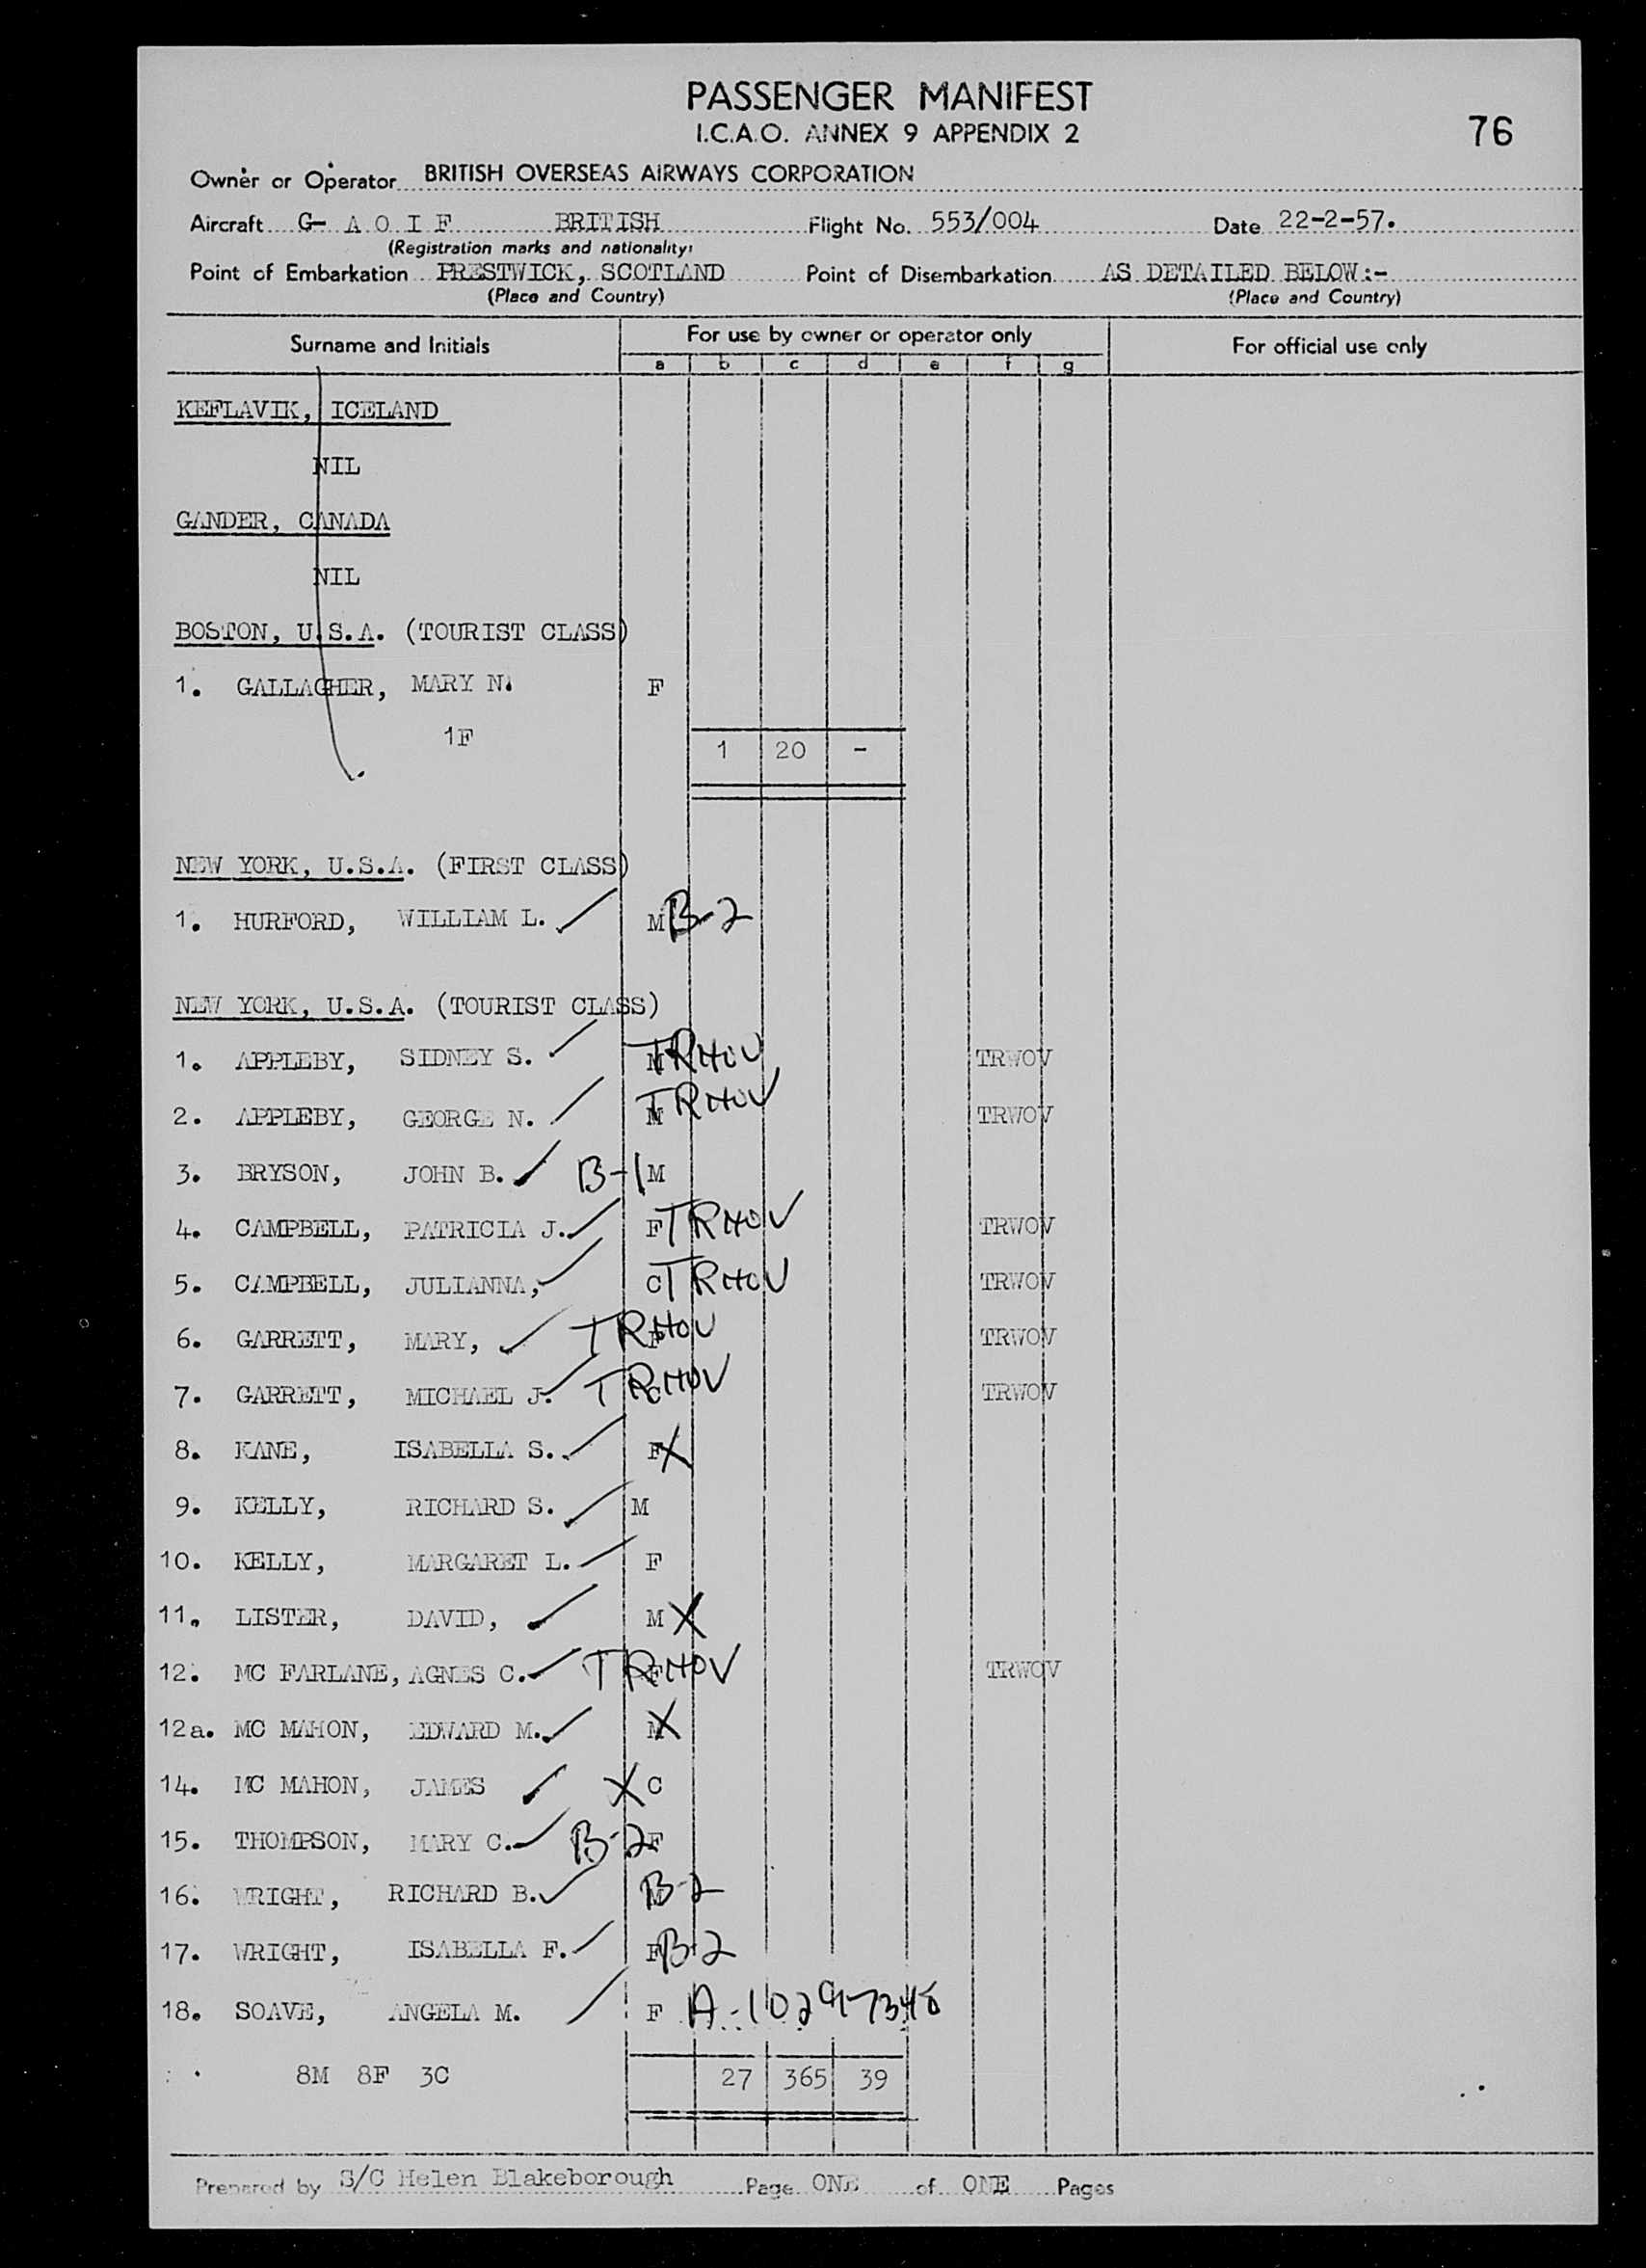 PASSENGER MANIFEST
I.C.A.O. ANNEX 9 APPENDIX 2
76
Owner or Operator BRITISH OVERSEAS AIRWAYS CORPORATION
Aircraft G- A O I F BRITISH Flight No. 553/004 Date 22-2-57.
(Registration marks and nationality)
Point of Embarkation PRESTWICK, SCOTLAND Point of Disembarkation AS DETAILED BELOW:-
(Place and Country) (Place and Country)
Surname and Initials For use by owner or operator only For official use only
a b c d e f g
KEFLAVIK, ICELAND
NIL
GANDER, CANADA
NIL
BOSTON, U.S.A. (TOURIST CLASS)
1. GALLAGHER, MARY N. F
1F
1 20 -
NEW YORK, U.S.A. (FIRST CLASS)
1. HURFORD, WILLIAM L. M B-2
NEW YORK, U.S.A. (TOURIST CLASS)
1. APPLEBY, SIDNEY S. M TRWOV TRWOV
2. APPLEBY, GEORGE N. M TRWOV TRWOV
3. BRYSON, JOHN B. B-1 M
4. CAMPBELL, PATRICIA J. F TRWOV TRWOV
5. CAMPBELL, JULIANNA, C TRWOV TRWOV
6. GARRETT, MARY, TRWOV F TRWOV
7. GARRETT, MICHAEL J. TRWOV C TRWOV
8. KANE, ISABELLA S. F X
9. KELLY, RICHARD S. M
10. KELLY, MARGARET L. F
11. LISTER, DAVID, M X
12. MC FARLANE, AGNES C. TRWOV F TRWOV
12a. MC MAHON, EDWARD M. M X
14. MC MAHON, JAMES X C
15. THOMPSON, MARY C. B-2 F
16. WRIGHT, RICHARD B. M B-2
17. WRIGHT, ISABELLA F. F B-2
18. SOAVE, ANGELA M. F A-10297348
8M 8F 3C 27 365 39
Prepared by S/C Helen Blakeborough Page ONE of ONE Pages